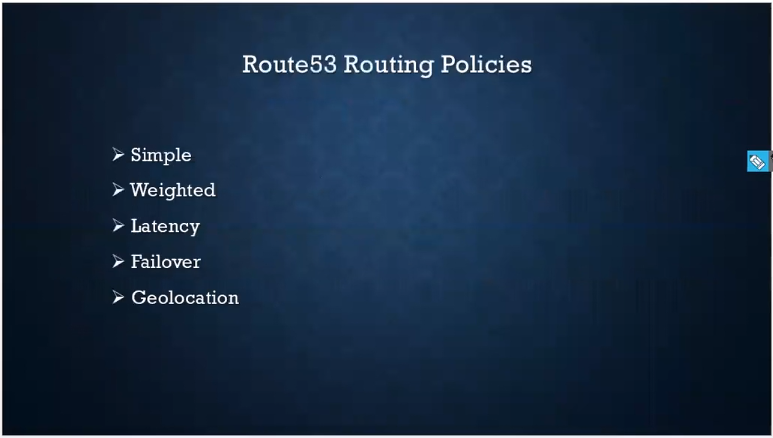 Route53 Routing Policies
Simple
Weighted
Latency
Failover
Geolocation